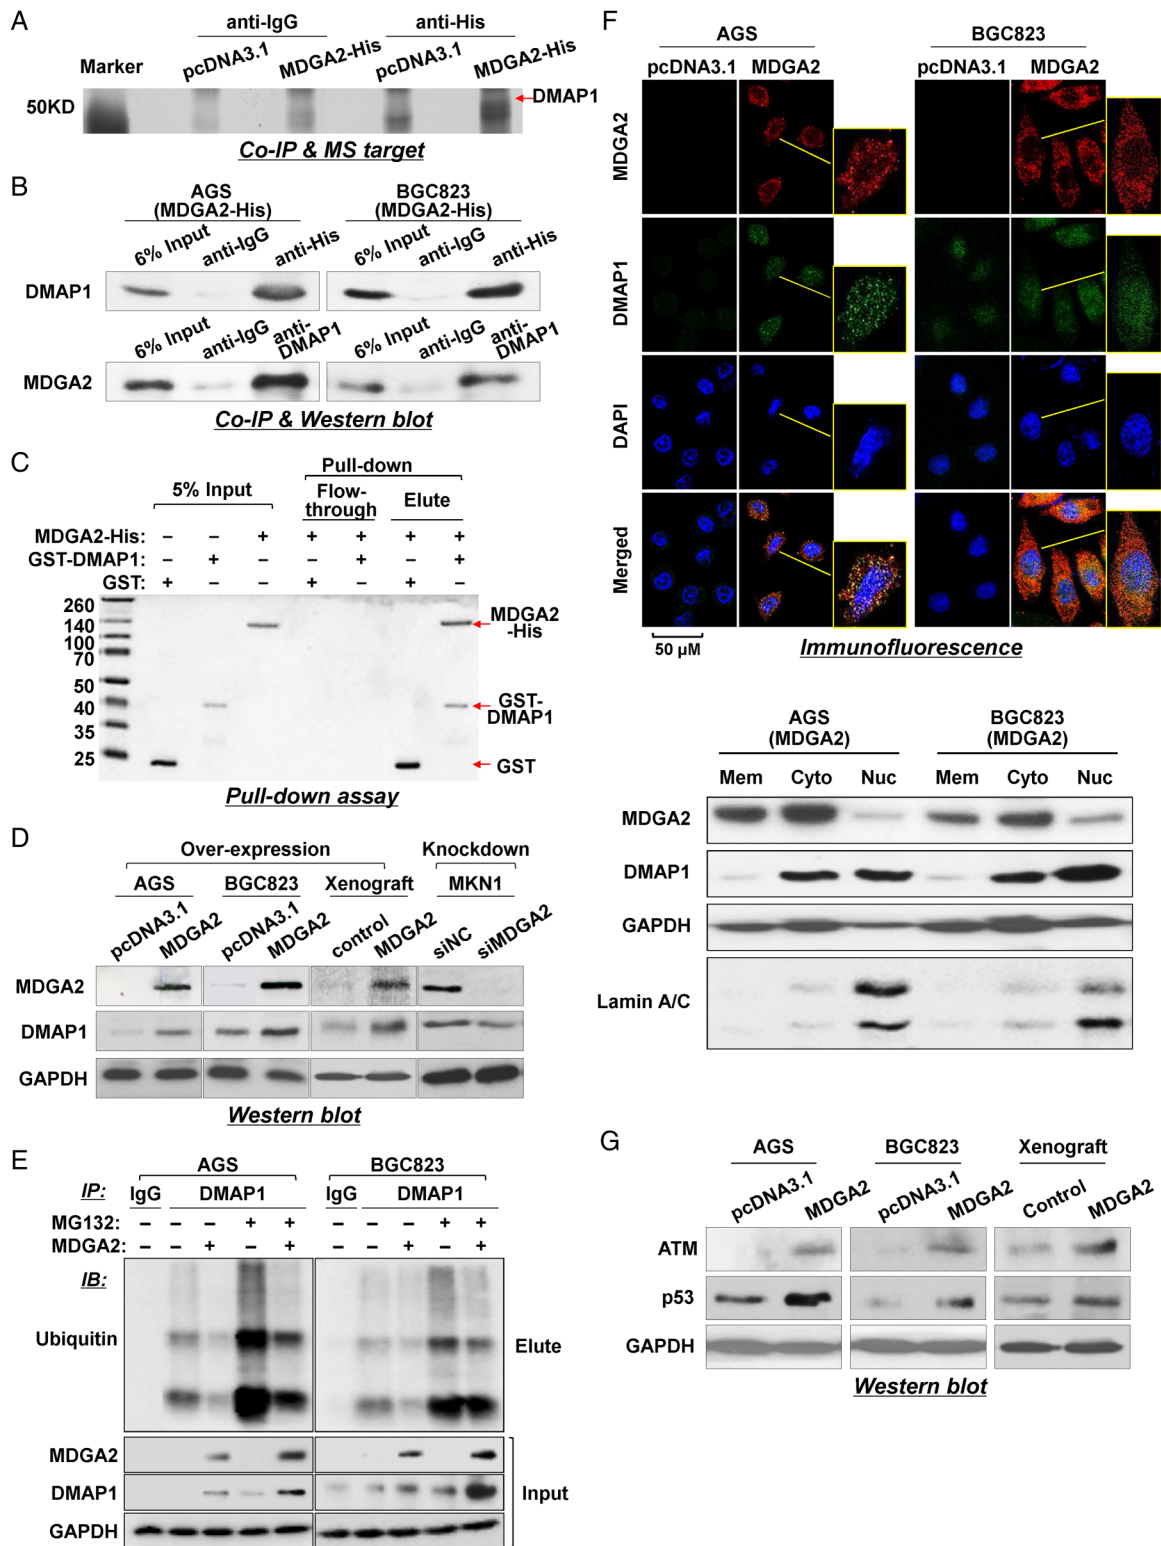 A
anti-IgG anti-His
Marker pcDNA3.1 MDGA2-His pcDNA3.1 MDGA2-His
50KD DMAP1
Co-IP & MS target
B
AGS BGC823
(MDGA2-His) (MDGA2-His)
6% Input anti-IgG anti-His 6% Input anti-IgG anti-His
DMAP1
6% Input anti-IgG anti-DMAP1 6% Input anti-IgG anti-DMAP1
MDGA2
Co-IP & Western blot
C
Pull-down
5% Input Flow-through Elute
MDGA2-His: – – + + + + +
GST-DMAP1: – + – – + – +
GST: + – – + – + –
260
140
100
70
50
40
35
25
MDGA2
-His
GST-
DMAP1
GST
Pull-down assay
D
Over-expression Knockdown
AGS BGC823 Xenograft MKN1
pcDNA3.1 MDGA2 pcDNA3.1 MDGA2 control MDGA2 siNC siMDGA2
MDGA2
DMAP1
GAPDH
Western blot
E
AGS BGC823
IP: IgG DMAP1 IgG DMAP1
MG132: – – – + + – – – + +
MDGA2: – – + – + – – + – +
IB:
Ubiquitin Elute
MDGA2
DMAP1 Input
GAPDH
F
AGS BGC823
pcDNA3.1 MDGA2 pcDNA3.1 MDGA2
MDGA2
DMAP1
DAPI
Merged
50 μM Immunofluorescence
AGS BGC823
(MDGA2) (MDGA2)
Mem Cyto Nuc Mem Cyto Nuc
MDGA2
DMAP1
GAPDH
Lamin A/C
G
AGS BGC823 Xenograft
pcDNA3.1 MDGA2 pcDNA3.1 MDGA2 Control MDGA2
ATM
p53
GAPDH
Western blot